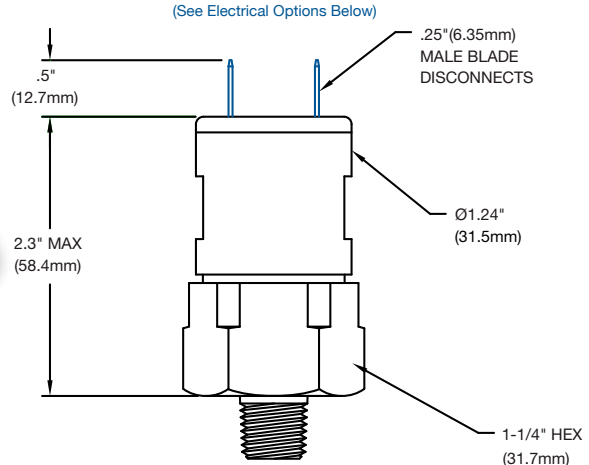 (See Electrical Options Below)
.25"(6.35mm)
MALE BLADE
DISCONNECTS
.5"
(12.7mm)
Ø1.24"
(31.5mm)
2.3" MAX
(58.4mm)
1-1/4" HEX
(31.7mm)